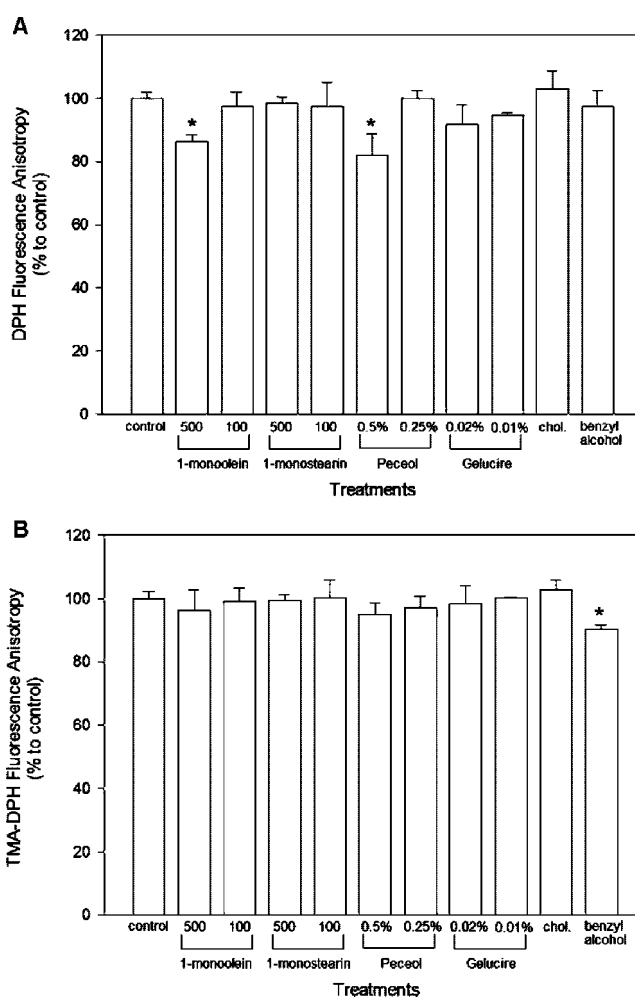 A
120
100
80
60
40
20
0
DPH Fluorescence Anisotropy
(% to control)
*
*
control 500 100 500 100 0.5% 0.25% 0.02% 0.01% chol. benzyl
alcohol
1-monoolein 1-monostearin Peceol Gelucire
Treatments
B
120
100
80
60
40
20
0
TMA-DPH Fluorescence Anisotropy
(% to control)
*
control 500 100 500 100 0.5% 0.25% 0.02% 0.01% chol. benzyl
alcohol
1-monoolein 1-monostearin Peceol Gelucire
Treatments